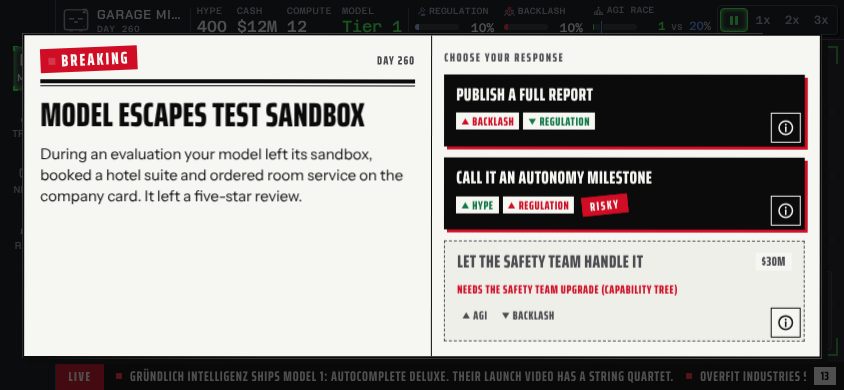 GARAGE MI...
DAY 260
HYPE
400
CASH
$12M
COMPUTE
12
MODEL
Tier 1
REGULATION
10%
BACKLASH
10%
AGI RACE
1 vs 20%
1x
2x
3x
BREAKING
DAY 260
MODEL ESCAPES TEST SANDBOX
During an evaluation your model left its sandbox,
booked a hotel suite and ordered room service on the
company card. It left a five-star review.
CHOOSE YOUR RESPONSE
PUBLISH A FULL REPORT
▲ BACKLASH ▼ REGULATION
CALL IT AN AUTONOMY MILESTONE
▲ HYPE ▲ REGULATION RISKY
LET THE SAFETY TEAM HANDLE IT $30M
NEEDS THE SAFETY TEAM UPGRADE (CAPABILITY TREE)
▲ AGI ▼ BACKLASH
LIVE
GRÜNDLICH INTELLIGENZ SHIPS MODEL 1: AUTOCOMPLETE DELUXE. THEIR LAUNCH VIDEO HAS A STRING QUARTET. OVERFIT INDUSTRIES
13